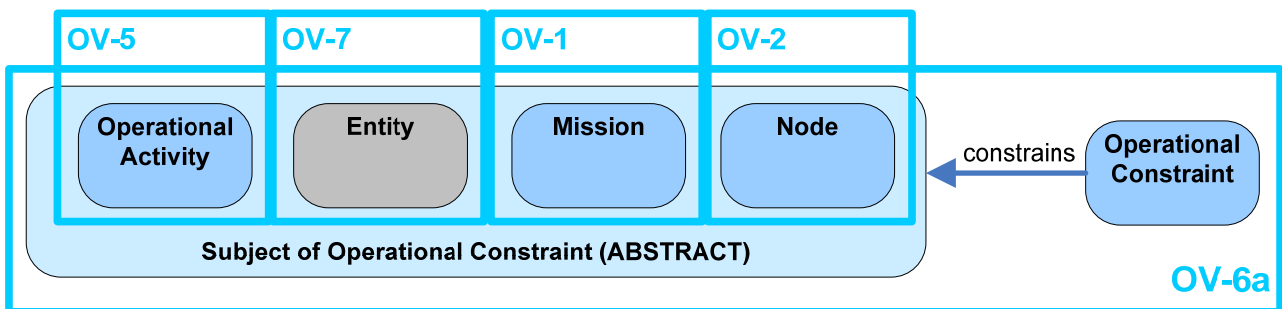 OV-5
OV-7
OV-1
OV-2
Operational
Activity
Entity
Mission
Node
constrains
Operational
Constraint
Subject of Operational Constraint (ABSTRACT)
OV-6a